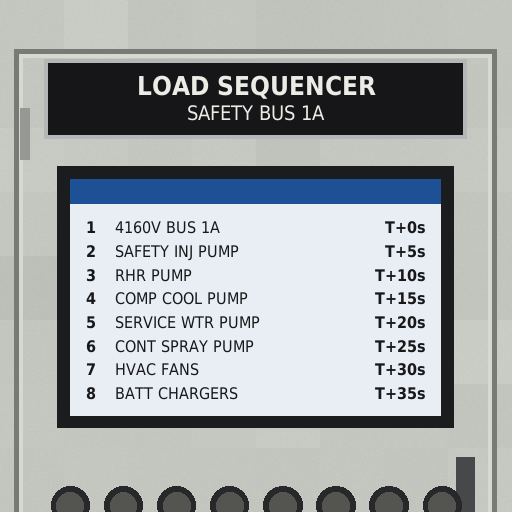 LOAD SEQUENCER
SAFETY BUS 1A
1 4160V BUS 1A T+0s
2 SAFETY INJ PUMP T+5s
3 RHR PUMP T+10s
4 COMP COOL PUMP T+15s
5 SERVICE WTR PUMP T+20s
6 CONT SPRAY PUMP T+25s
7 HVAC FANS T+30s
8 BATT CHARGERS T+35s